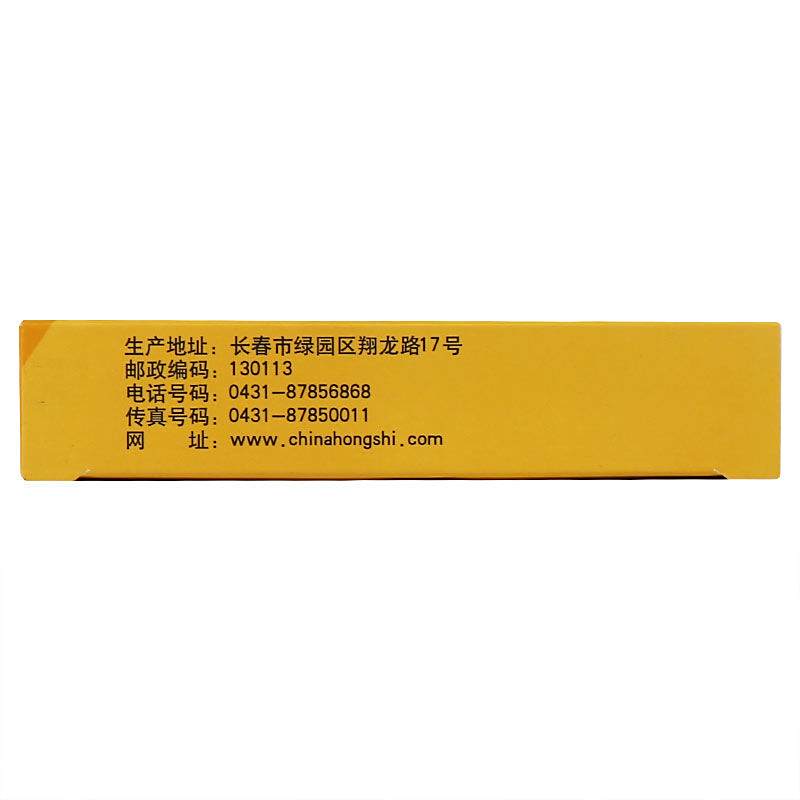 生产地址：长春市绿园区翔龙路17号
邮政编码：130113
电话号码：0431-87856868
传真号码：0431-87850011
网　　址：www.chinahongshi.com